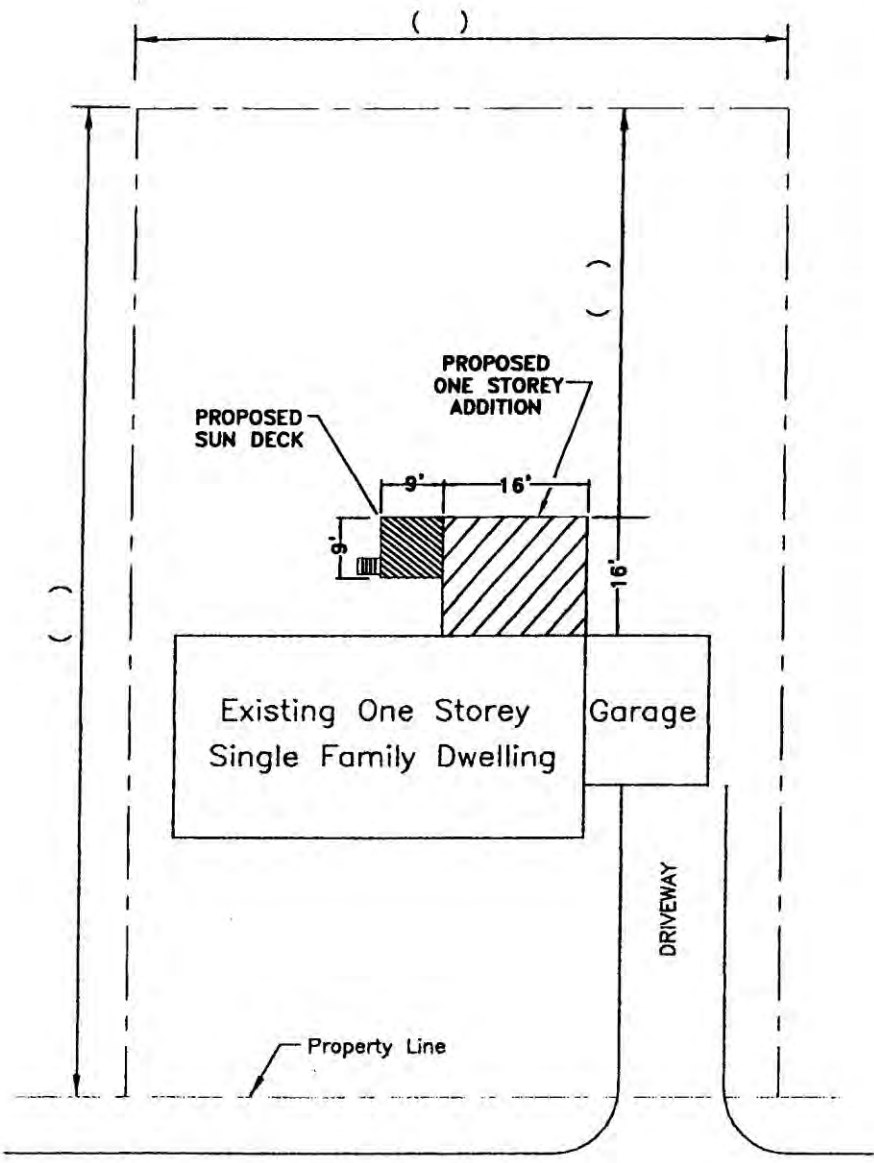 ( )
( )
PROPOSED
ONE STOREY
ADDITION
PROPOSED
SUN DECK
9'
16'
9'
16'
( )
Existing One Storey
Single Family Dwelling
Garage
DRIVEWAY
Property Line